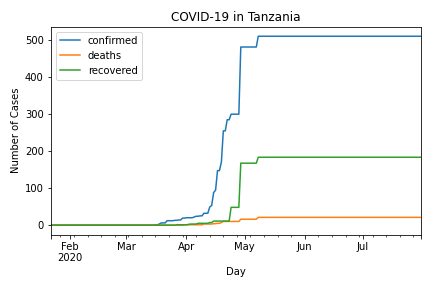 COVID-19 in Tanzania
confirmed
deaths
recovered
Number of Cases
500
400
300
200
100
0
Feb
2020
Mar
Apr
May
Jun
Jul
Day